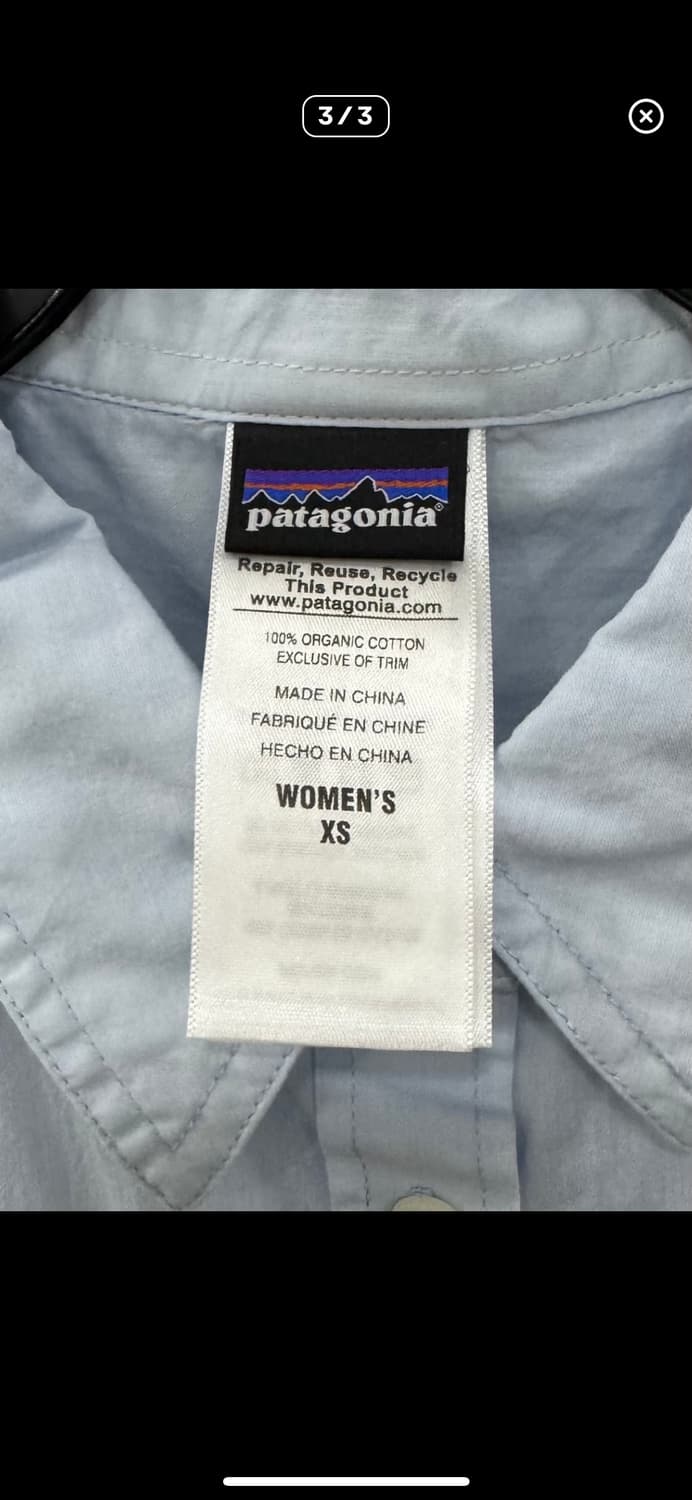 3/3
patagonia®
Repair, Reuse, Recycle
This Product
www.patagonia.com
100% ORGANIC COTTON
EXCLUSIVE OF TRIM
MADE IN CHINA
FABRIQUÉ EN CHINE
HECHO EN CHINA
WOMEN'S
XS